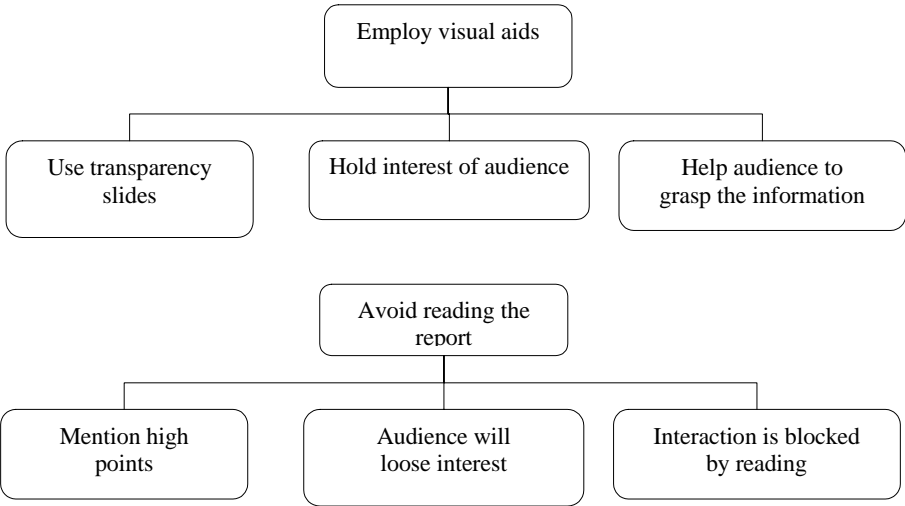 Employ visual aids
Use transparency
slides
Hold interest of audience
Help audience to
grasp the information
Avoid reading the
report
Mention high
points
Audience will
loose interest
Interaction is blocked
by reading